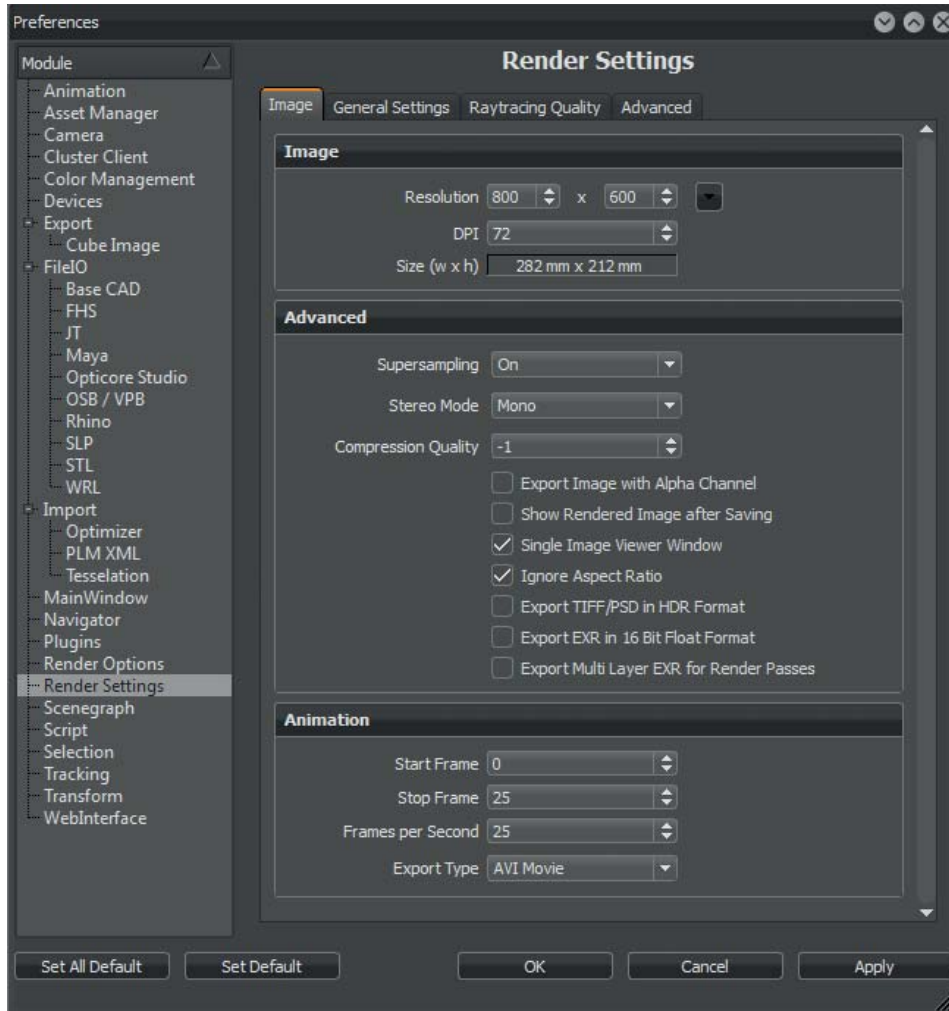 Preferences
Module
Animation
Asset Manager
Camera
Cluster Client
Color Management
Devices
Export
Cube Image
FileIO
Base CAD
FHS
JT
Maya
Opticore Studio
OSB / VPB
Rhino
SLP
STL
WRL
Import
Optimizer
PLM XML
Tesselation
MainWindow
Navigator
Plugins
Render Options
Render Settings
Scenegraph
Script
Selection
Tracking
Transform
WebInterface
Render Settings
Image General Settings Raytracing Quality Advanced
Image
Resolution 800 x 600
DPI 72
Size (w x h) 282 mm x 212 mm
Advanced
Supersampling On
Stereo Mode Mono
Compression Quality -1
Export Image with Alpha Channel
Show Rendered Image after Saving
Single Image Viewer Window
Ignore Aspect Ratio
Export TIFF/PSD in HDR Format
Export EXR in 16 Bit Float Format
Export Multi Layer EXR for Render Passes
Animation
Start Frame 0
Stop Frame 25
Frames per Second 25
Export Type AVI Movie
Set All Default Set Default OK Cancel Apply